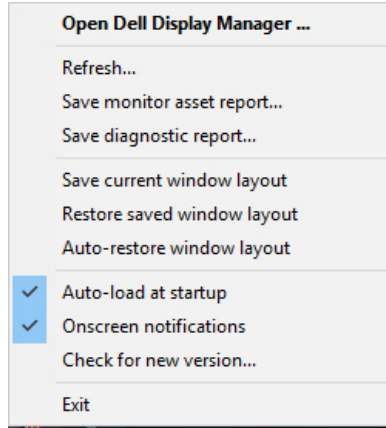 Open Dell Display Manager ...
Refresh...
Save monitor asset report...
Save diagnostic report...
Save current window layout
Restore saved window layout
Auto-restore window layout
Auto-load at startup
Onscreen notifications
Check for new version...
Exit